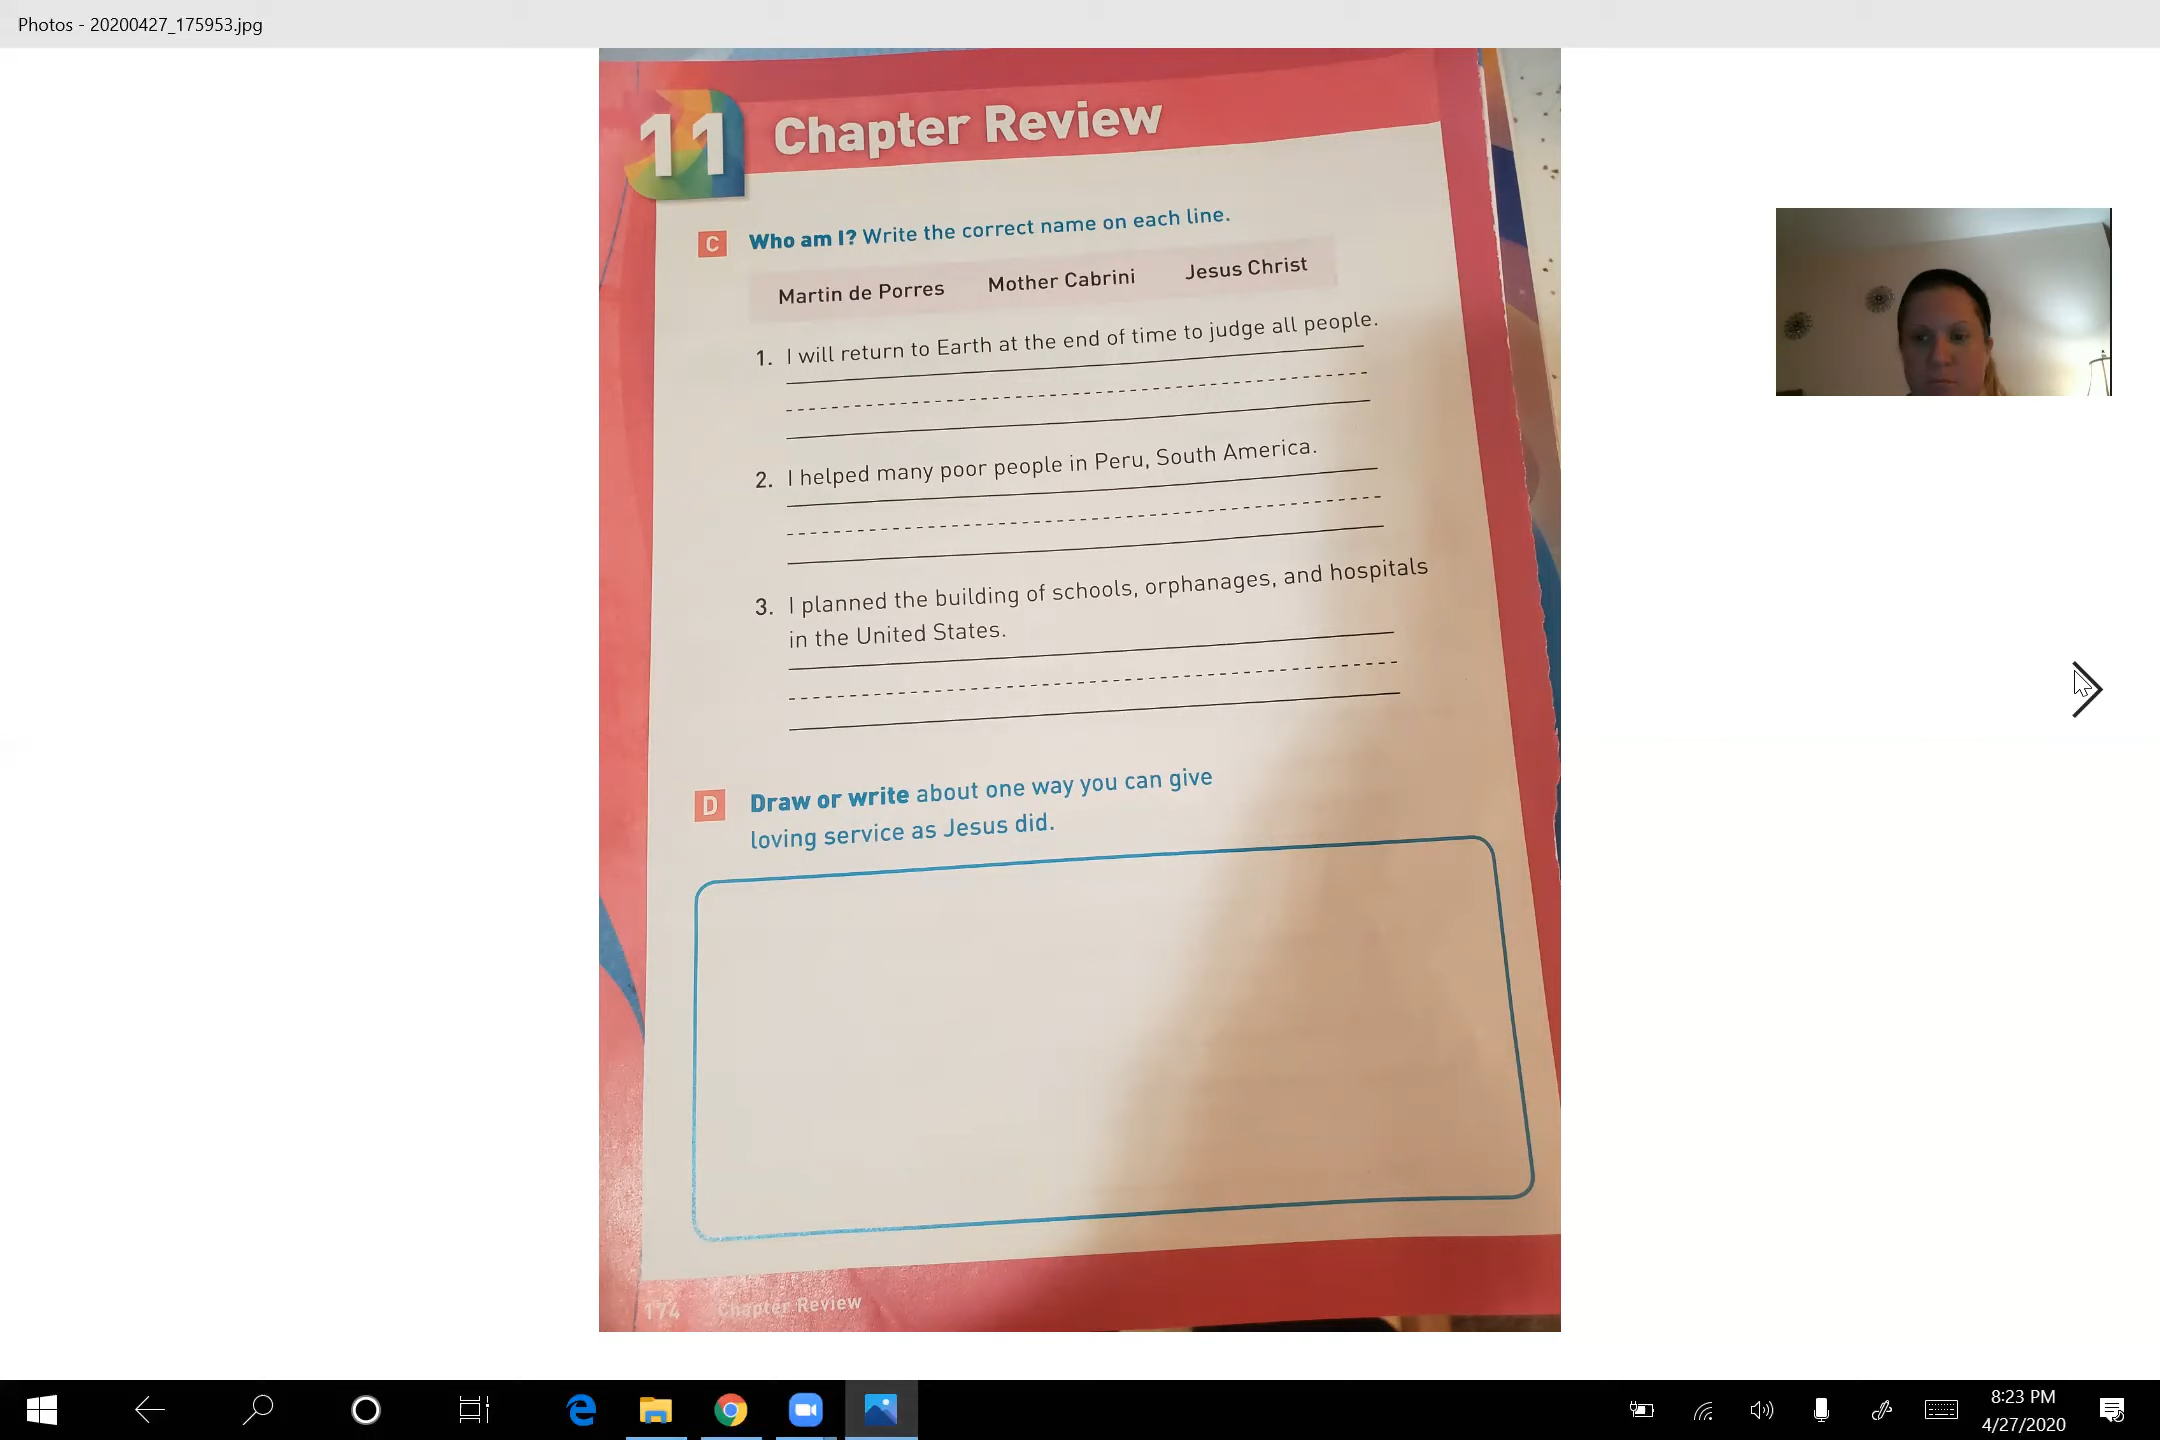 Photos - 20200427_175953.jpg
11 Chapter Review
C Who am I? Write the correct name on each line.
Martin de Porres Mother Cabrini Jesus Christ
1. I will return to Earth at the end of time to judge all people.
2. I helped many poor people in Peru, South America.
3. I planned the building of schools, orphanages, and hospitals
in the United States.
D Draw or write about one way you can give
loving service as Jesus did.
174 Chapter Review
8:23 PM
4/27/2020